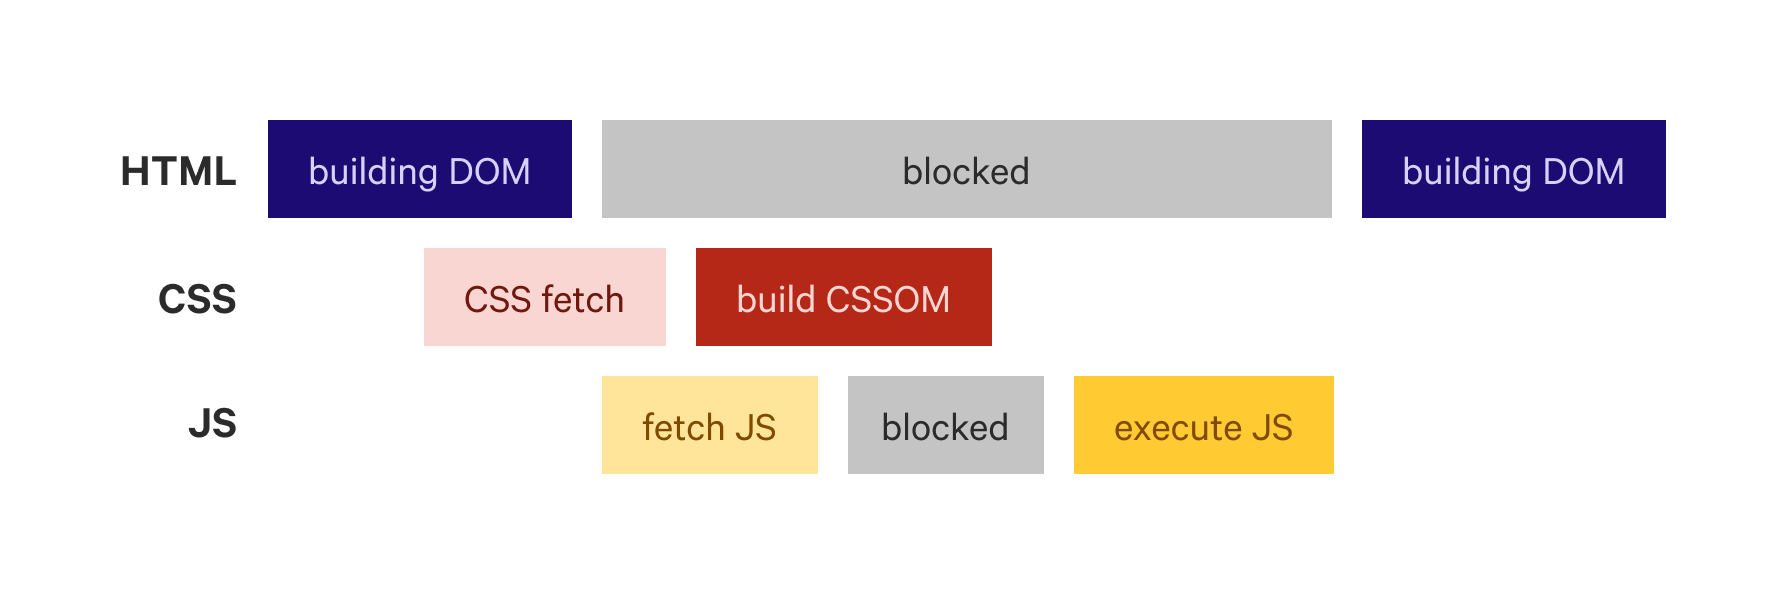 HTML building DOM blocked building DOM
CSS CSS fetch build CSSOM
JS fetch JS blocked execute JS